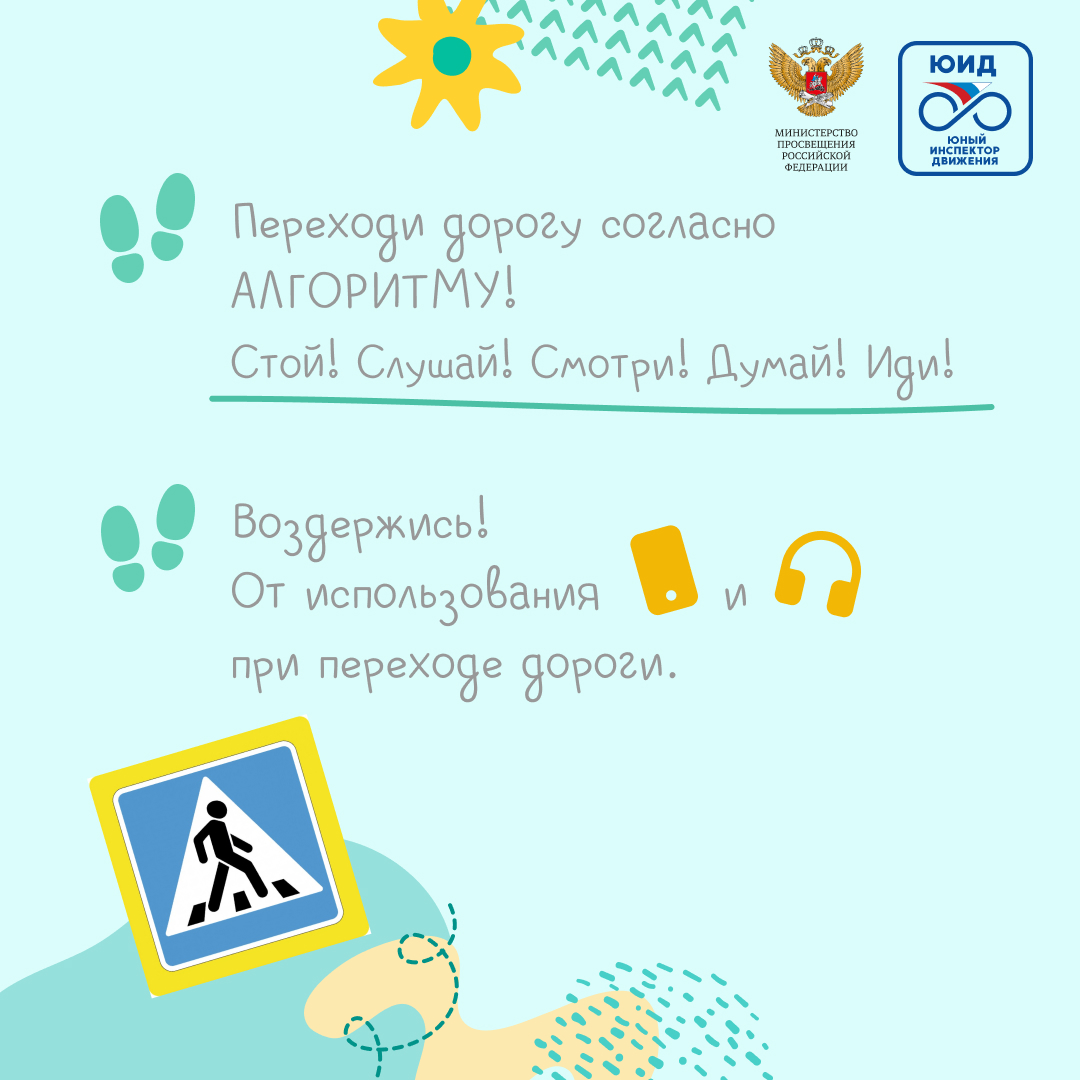 МИНИСТЕРСТВО
ПРОСВЕЩЕНИЯ
РОССИЙСКОЙ
ФЕДЕРАЦИИ
ЮИД
ЮНЫЙ
ИНСПЕКТОР
ДВИЖЕНИЯ
Переходи дорогу согласно
АЛГОРИТМУ!
Стой! Слушай! Смотри! Думай! Иди!
Воздержись!
От использования и
при переходе дороги.